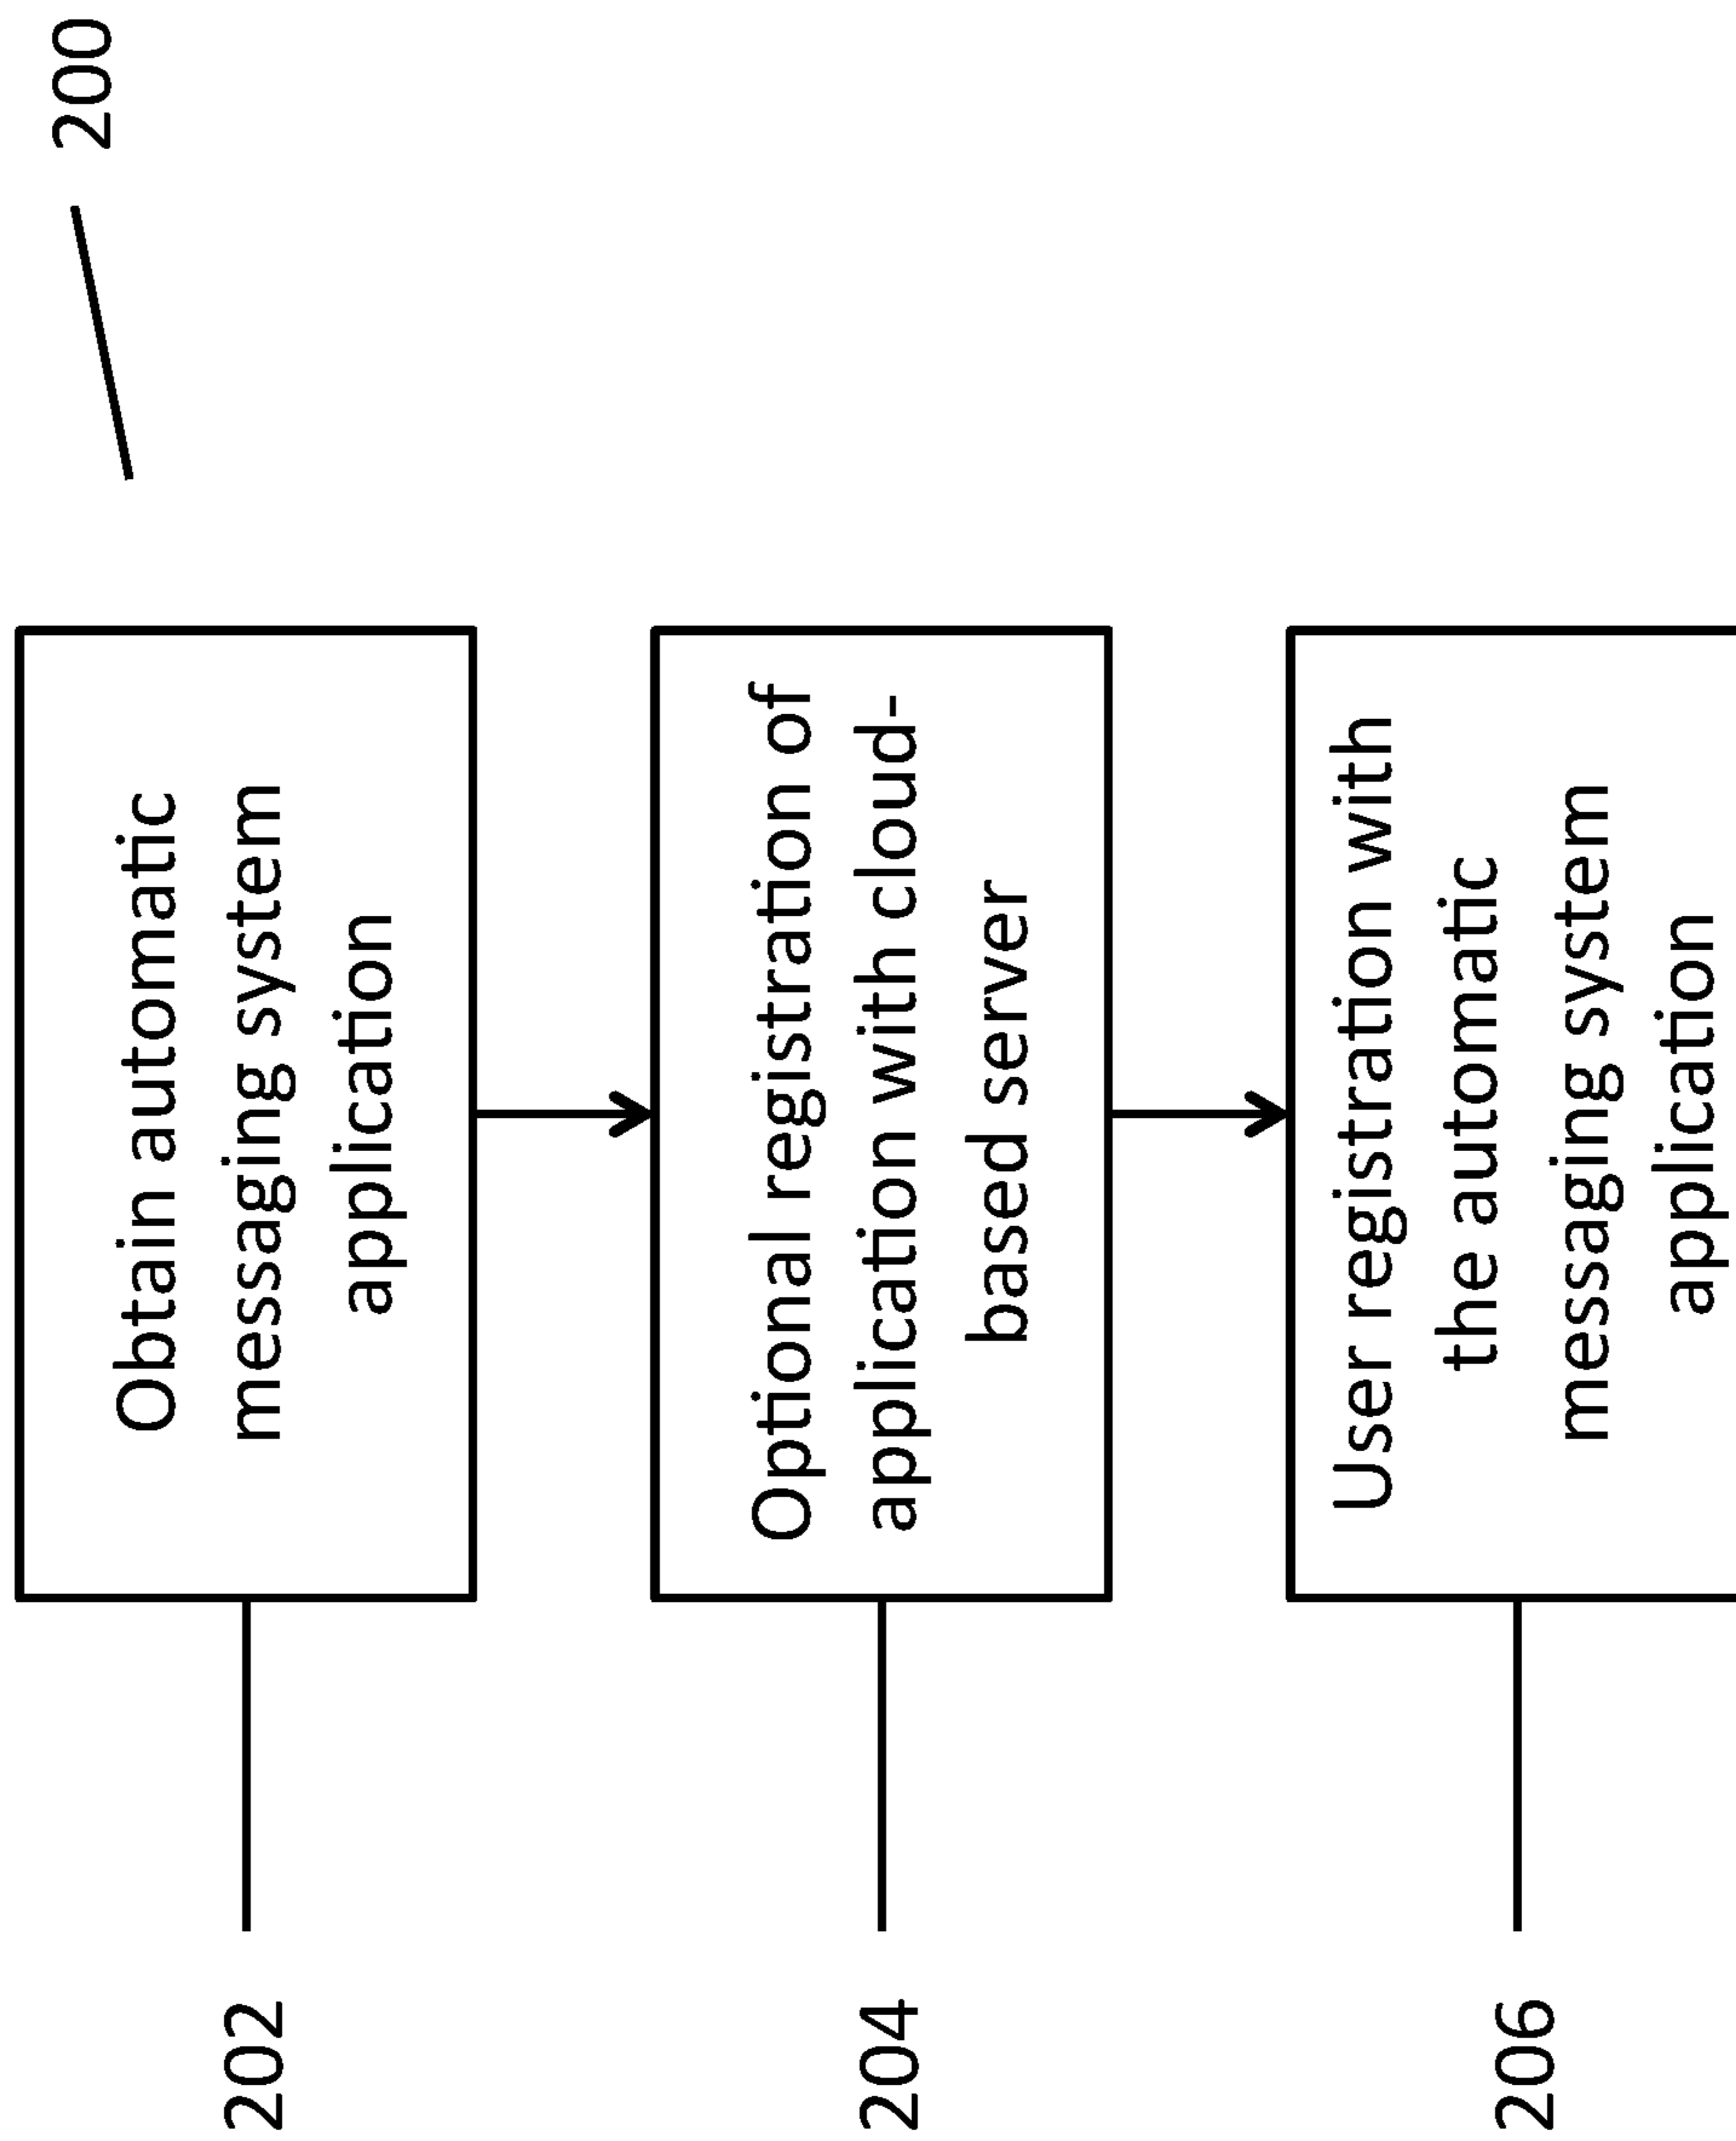 200
202
Obtain automatic
messaging system
application
204
Optional registration of
application with cloud-
based server
206
User registration with
the automatic
messaging system
application